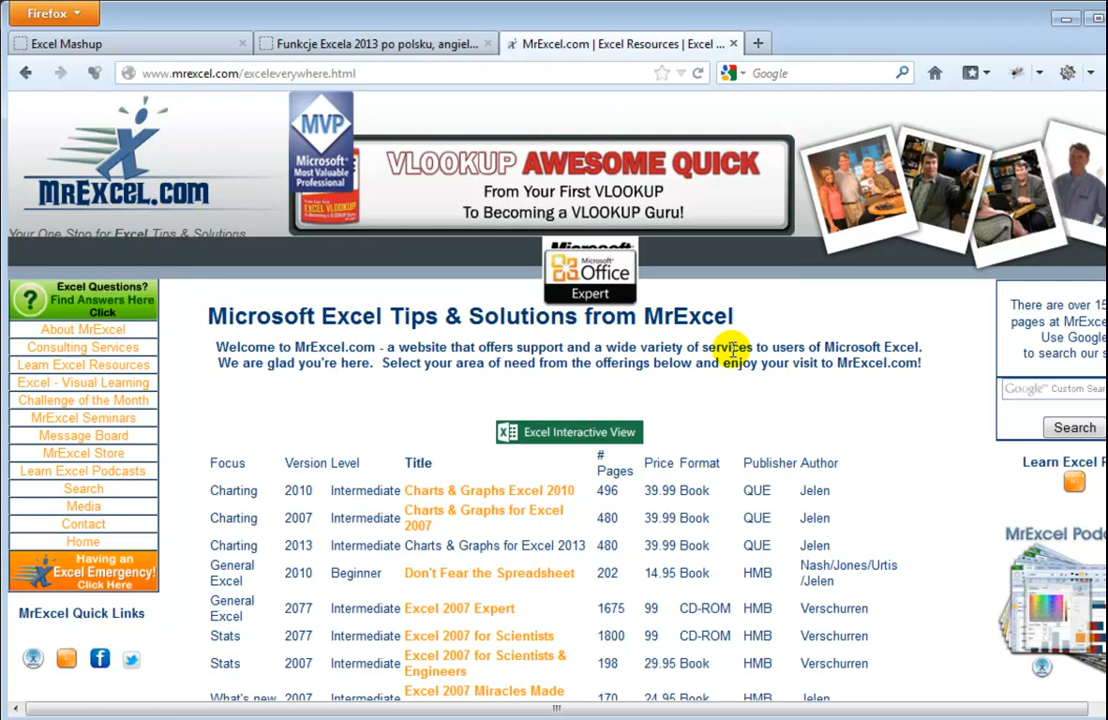 Firefox
Excel Mashup
Funkcje Excela 2013 po polsku, angiel...
MrExcel.com | Excel Resources | Excel ...
www.mrexcel.com/exceleverywhere.html
Google
MrExcel.com
Your One Stop for Excel Tips & Solutions
MVP
Microsoft
Most Valuable
Professional
EXCEL VLOOKUP
VLOOKUP AWESOME QUICK
From Your First VLOOKUP
To Becoming a VLOOKUP Guru!
Microsoft
Microsoft
Office
Expert
Excel Questions?
Find Answers Here
Click
About MrExcel
Consulting Services
Learn Excel Resources
Excel - Visual Learning
Challenge of the Month
MrExcel Seminars
Message Board
MrExcel Store
Learn Excel Podcasts
Search
Media
Contact
Home
Having an
Excel Emergency!
Click Here
MrExcel Quick Links
Microsoft Excel Tips & Solutions from MrExcel
Welcome to MrExcel.com - a website that offers support and a wide variety of services to users of Microsoft Excel.
We are glad you're here. Select your area of need from the offerings below and enjoy your visit to MrExcel.com!
Excel Interactive View
Focus Version Level Title # Pages Price Format Publisher Author
Charting 2010 Intermediate Charts & Graphs Excel 2010 496 39.99 Book QUE Jelen
Charting 2007 Intermediate Charts & Graphs for Excel 2007 480 39.99 Book QUE Jelen
Charting 2013 Intermediate Charts & Graphs for Excel 2013 480 39.99 Book QUE Jelen
General Excel 2010 Beginner Don't Fear the Spreadsheet 202 14.95 Book HMB Nash/Jones/Urtis/Jelen
General Excel 2077 Intermediate Excel 2007 Expert 1675 99 CD-ROM HMB Verschurren
Stats 2077 Intermediate Excel 2007 for Scientists 1800 99 CD-ROM HMB Verschurren
Stats 2007 Intermediate Excel 2007 for Scientists & Engineers 198 29.95 Book HMB Verschurren
What's new 2007 Intermediate Excel 2007 Miracles Made 170 24.95 Book HMB Jelen
There are over 15
pages at MrExce
Use Google
to search our s
Google Custom Sear
Search
Learn Excel P
MrExcel Podc